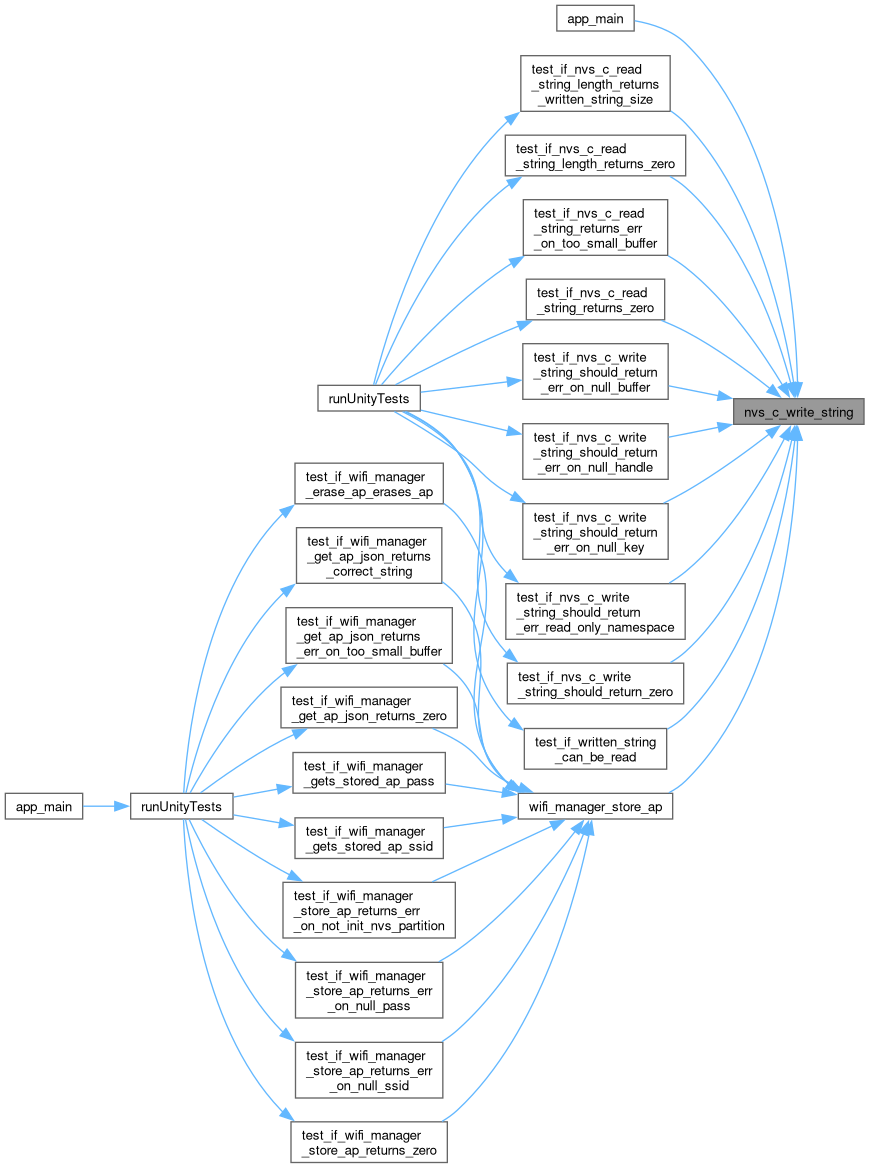 app_main
test_if_nvs_c_read
_string_length_returns
_written_string_size
test_if_nvs_c_read
_string_length_returns_zero
test_if_nvs_c_read
_string_returns_err
_on_too_small_buffer
test_if_nvs_c_read
_string_returns_zero
test_if_nvs_c_write
_string_should_return
_err_on_null_buffer
runUnityTests
nvs_c_write_string
test_if_nvs_c_write
_string_should_return
_err_on_null_handle
test_if_wifi_manager
_erase_ap_erases_ap
test_if_nvs_c_write
_string_should_return
_err_on_null_key
test_if_wifi_manager
_get_ap_json_returns
_correct_string
test_if_nvs_c_write
_string_should_return
_err_read_only_namespace
test_if_wifi_manager
_get_ap_json_returns
_err_on_too_small_buffer
test_if_nvs_c_write
_string_should_return_zero
test_if_wifi_manager
_get_ap_json_returns_zero
test_if_written_string
_can_be_read
test_if_wifi_manager
_gets_stored_ap_pass
app_main
runUnityTests
wifi_manager_store_ap
test_if_wifi_manager
_gets_stored_ap_ssid
test_if_wifi_manager
_store_ap_returns_err
_on_not_init_nvs_partition
test_if_wifi_manager
_store_ap_returns_err
_on_null_pass
test_if_wifi_manager
_store_ap_returns_err
_on_null_ssid
test_if_wifi_manager
_store_ap_returns_zero